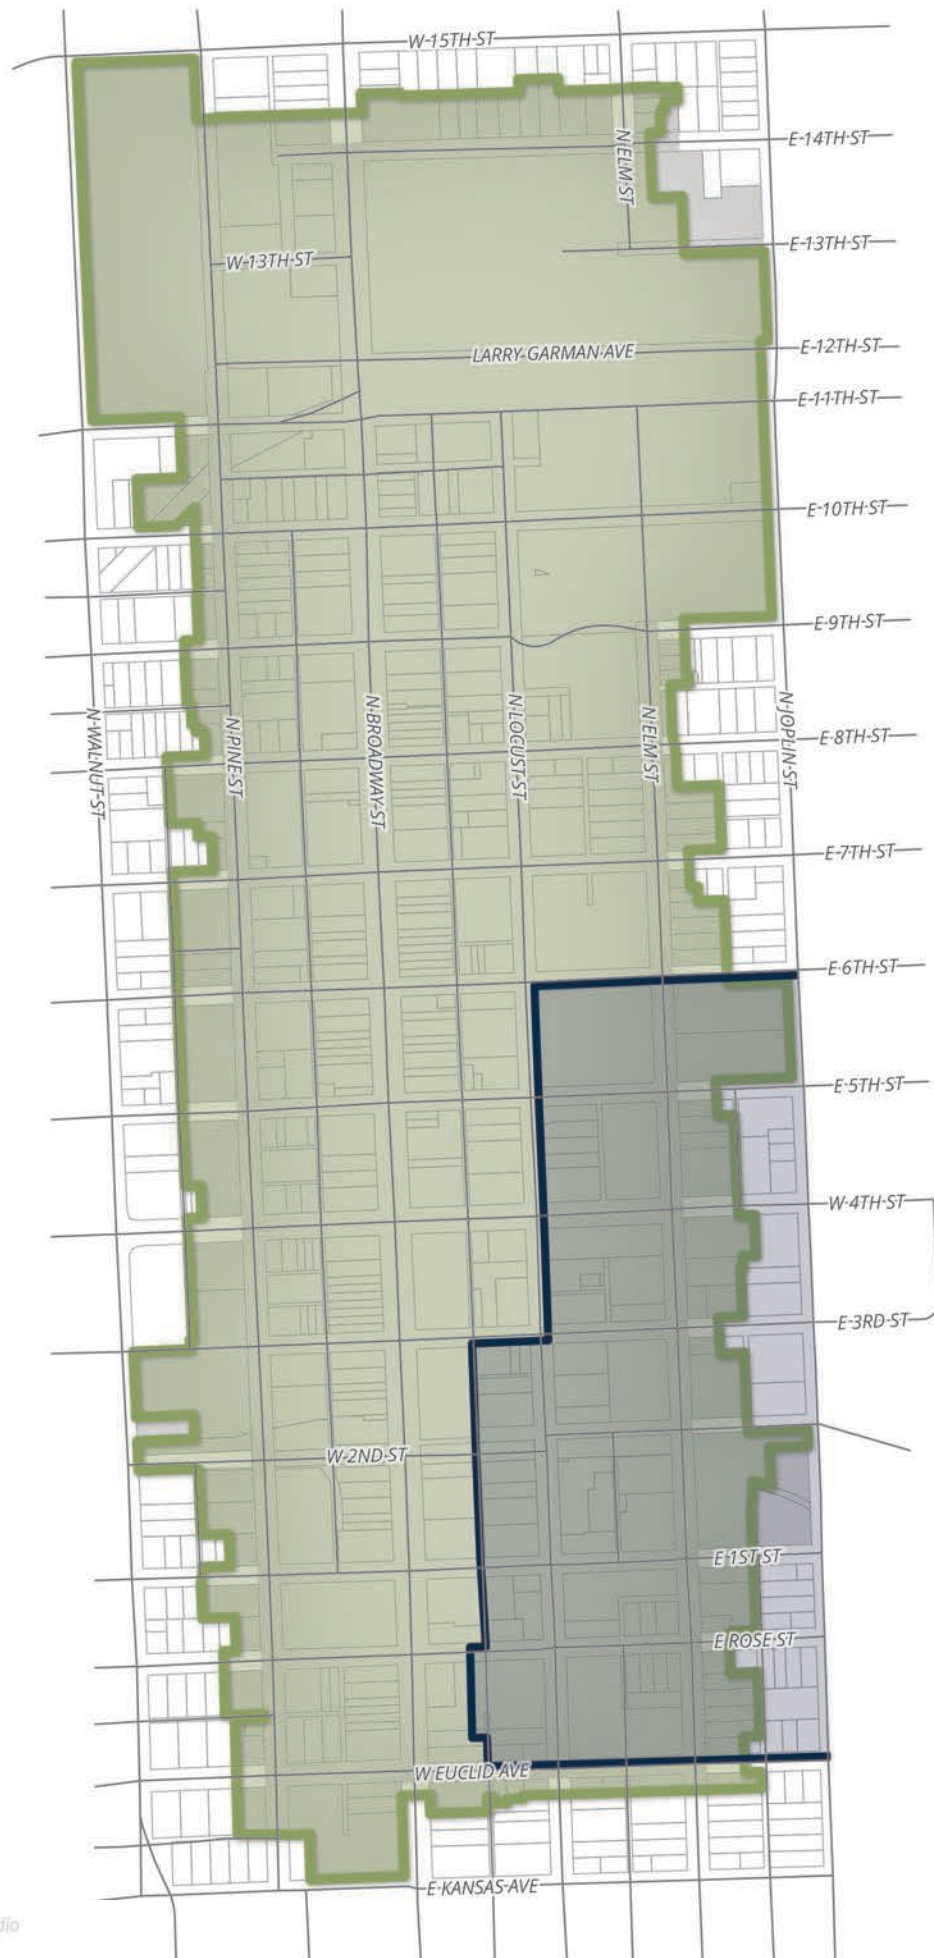 W 15TH ST
E 14TH ST
N ELM ST
E 13TH ST
W 13TH ST
E 12TH ST
LARRY GARMAN AVE
E 11TH ST
E 10TH ST
E 9TH ST
N WALNUT ST
N PINE ST
N BROADWAY ST
N LOCUST ST
N ELM ST
N JOPLIN ST
E 8TH ST
E 7TH ST
E 6TH ST
E 5TH ST
W 4TH ST
E 3RD ST
W 2ND ST
E 1ST ST
E ROSE ST
W EUCLID AVE
E KANSAS AVE
dio